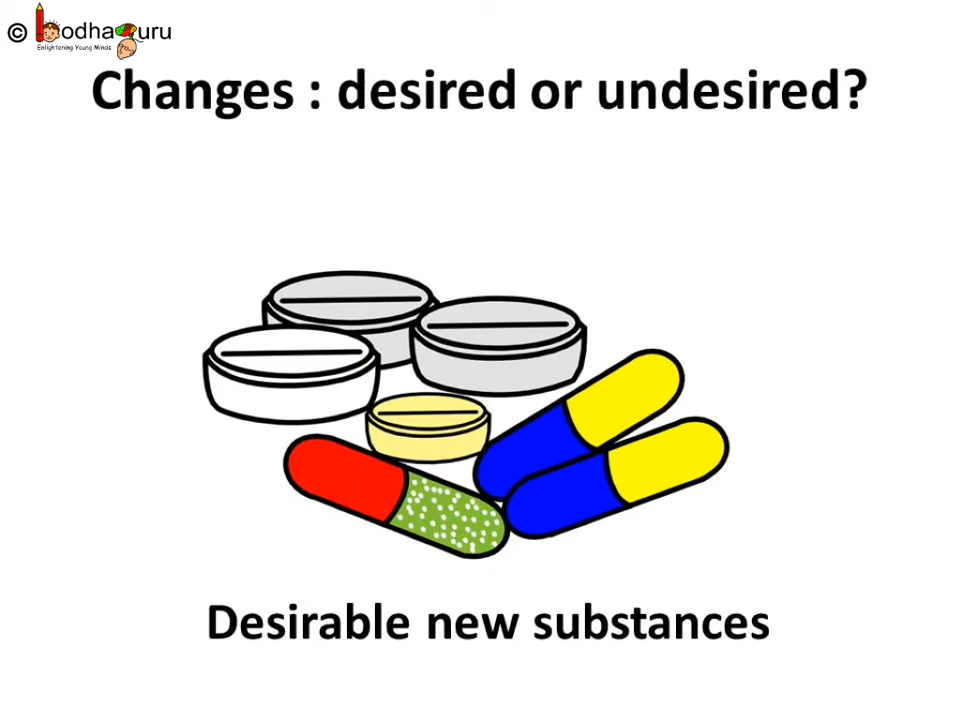 © BodhaGuru
Enlightening Young Minds
Changes : desired or undesired?
Desirable new substances